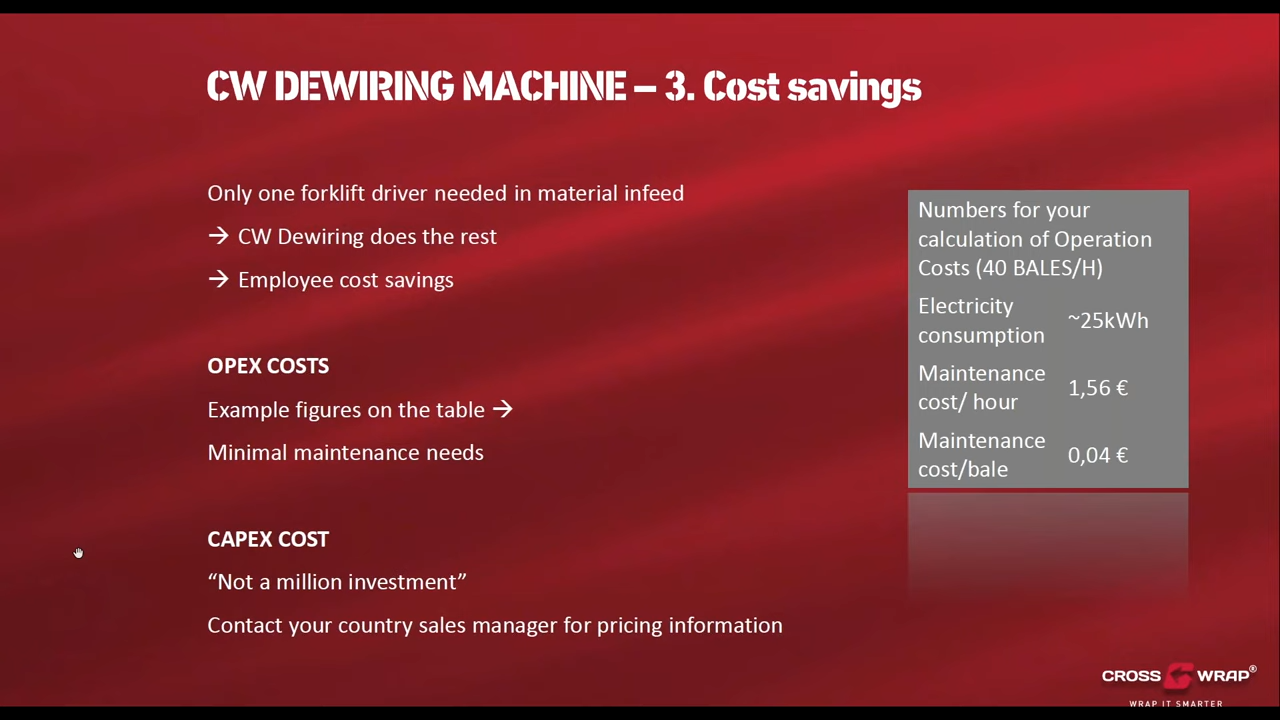 CW DEWIRING MACHINE – 3. Cost savings
Only one forklift driver needed in material infeed
→ CW Dewiring does the rest
→ Employee cost savings
OPEX COSTS
Example figures on the table →
Minimal maintenance needs
CAPEX COST
“Not a million investment”
Contact your country sales manager for pricing information
Numbers for your
calculation of Operation
Costs (40 BALES/H)
Electricity
consumption
~25kWh
Maintenance
cost/ hour
1,56 €
Maintenance
cost/bale
0,04 €
CROSS WRAP®
WRAP IT SMARTER